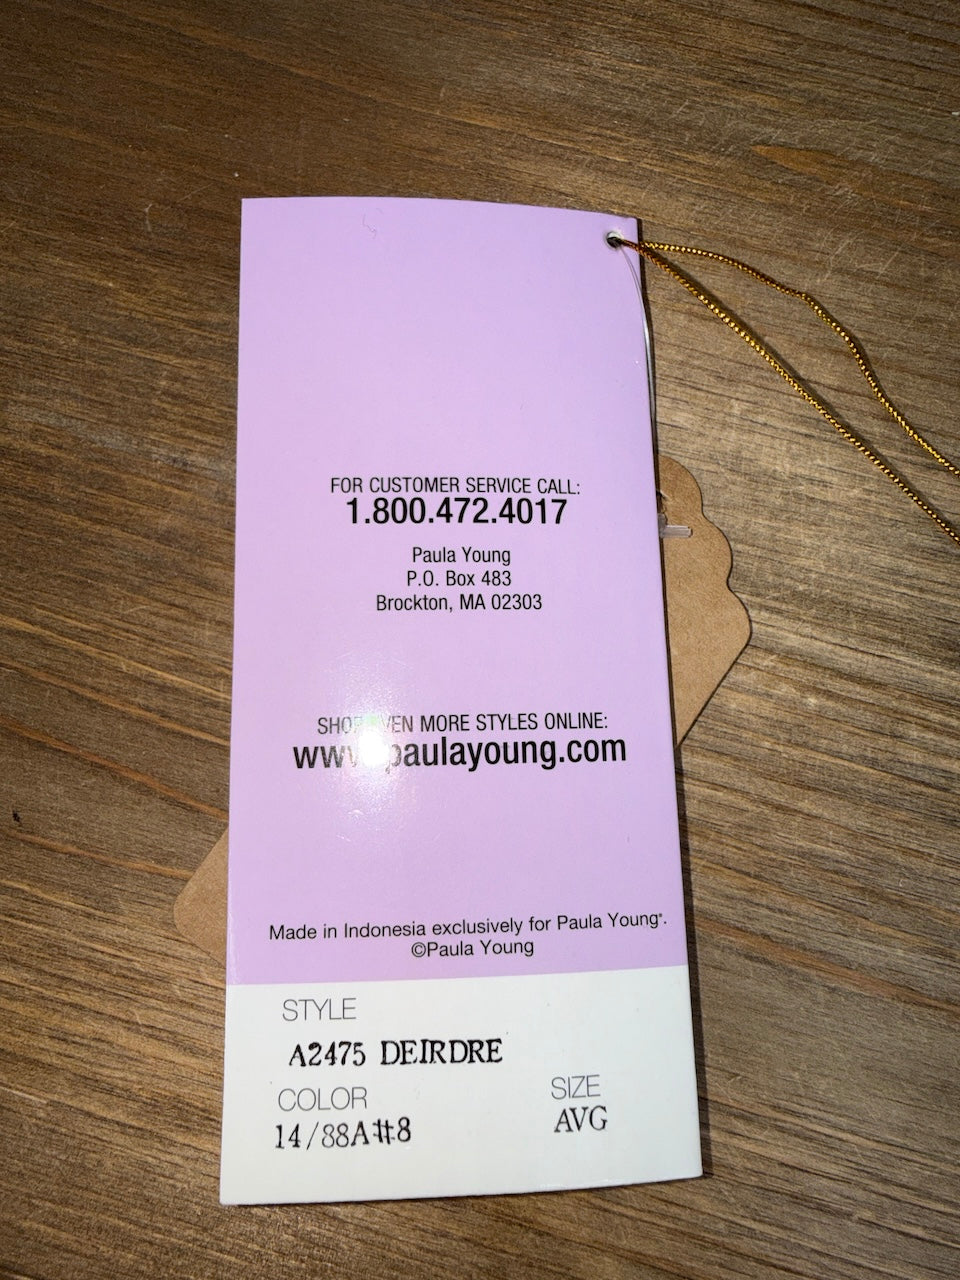 FOR CUSTOMER SERVICE CALL:
1.800.472.4017
Paula Young
P.O. Box 483
Brockton, MA 02303
SHOP EVEN MORE STYLES ONLINE:
www.paulayoung.com
Made in Indonesia exclusively for Paula Young®.
©Paula Young
STYLE
A2475 DEIRDRE
COLOR
14/88A#8
SIZE
AVG